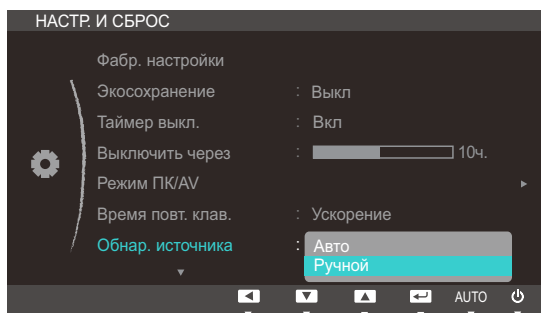 НАСТР. И СБРОС
Фабр. настройки
Экосохранение : Выкл
Таймер выкл. : Вкл
Выключить через : 10ч.
Режим ПК/AV
Время повт. клав. : Ускорение
Обнар. источника : Авто
Ручной
AUTO